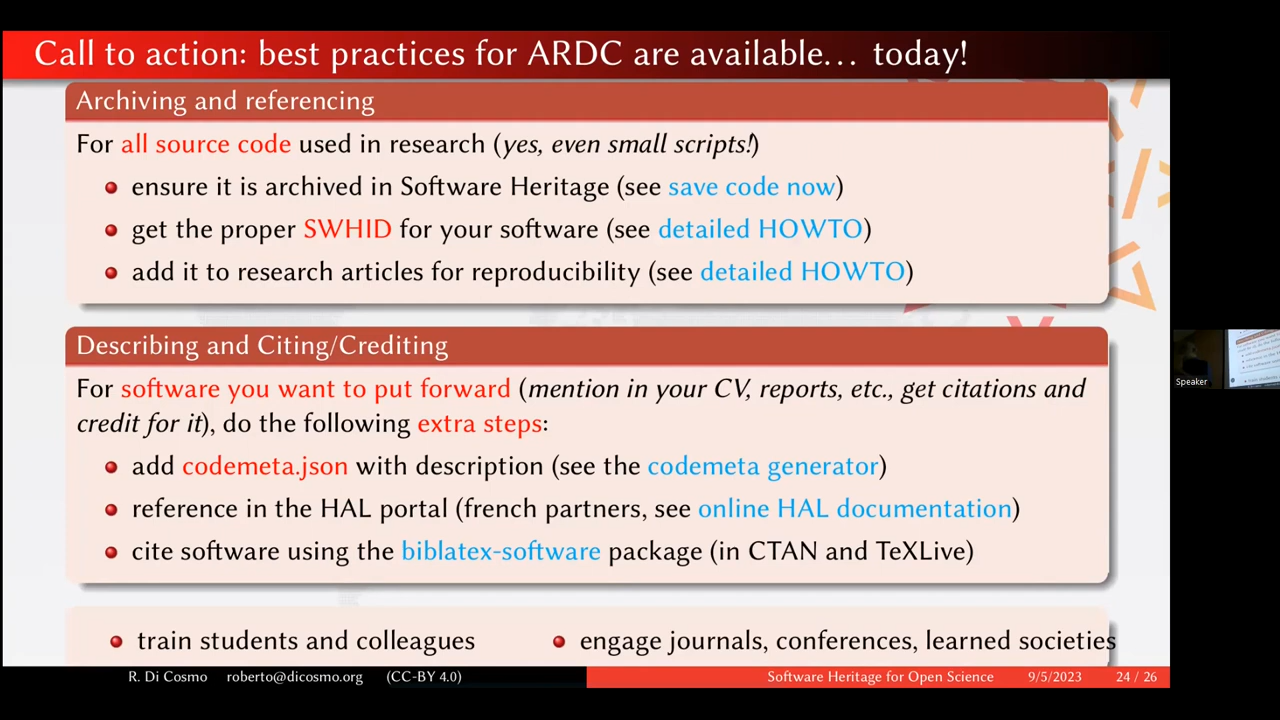 Call to action: best practices for ARDC are available… today!
Archiving and referencing
For all source code used in research (yes, even small scripts!)
ensure it is archived in Software Heritage (see save code now)
get the proper SWHID for your software (see detailed HOWTO)
add it to research articles for reproducibility (see detailed HOWTO)
Describing and Citing/Crediting
For software you want to put forward (mention in your CV, reports, etc., get citations and
credit for it), do the following extra steps:
add codemeta.json with description (see the codemeta generator)
reference in the HAL portal (french partners, see online HAL documentation)
cite software using the biblatex-software package (in CTAN and TeXLive)
train students and colleagues
engage journals, conferences, learned societies
R. Di Cosmo roberto@dicosmo.org (CC-BY 4.0) Software Heritage for Open Science 9/5/2023 24 / 26
Speaker